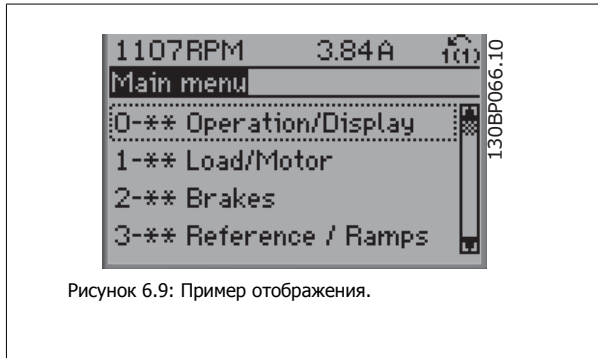 1107RPM 3.84A 1(1)
Main menu
0-** Operation/Display
1-** Load/Motor
2-** Brakes
3-** Reference / Ramps
130BP066.10
Рисунок 6.9: Пример отображения.